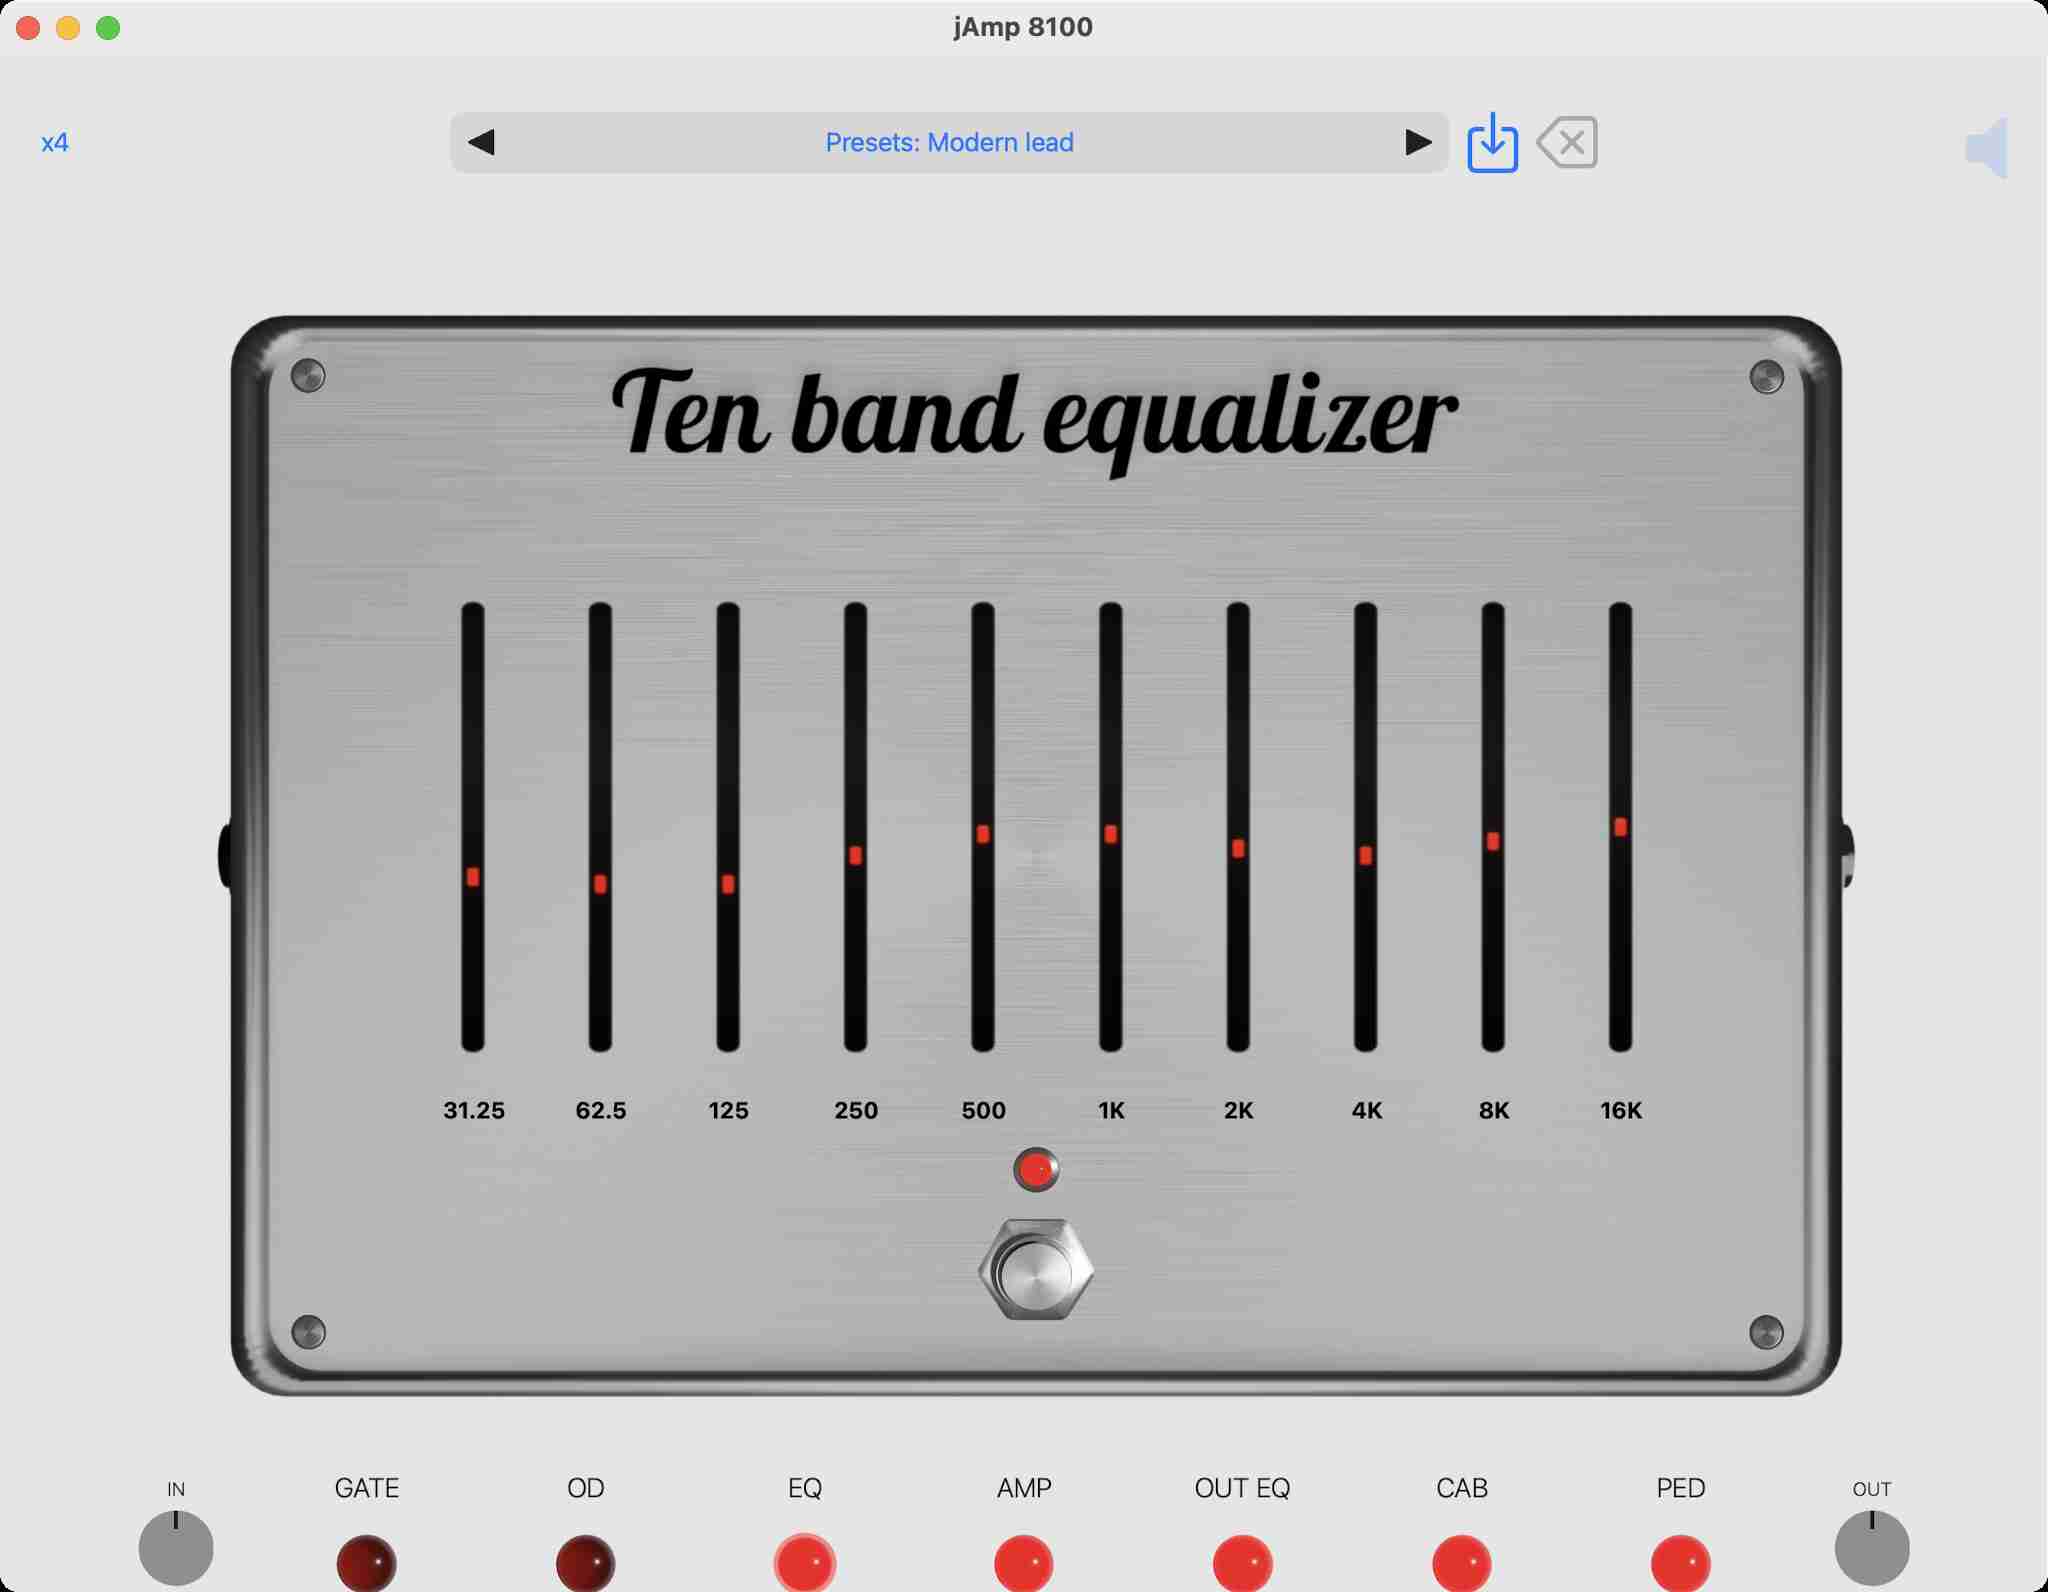 jAmp 8100
x4
Presets: Modern lead
Ten band equalizer
31.25 62.5 125 250 500 1K 2K 4K 8K 16K
IN GATE OD EQ AMP OUT EQ CAB PED OUT